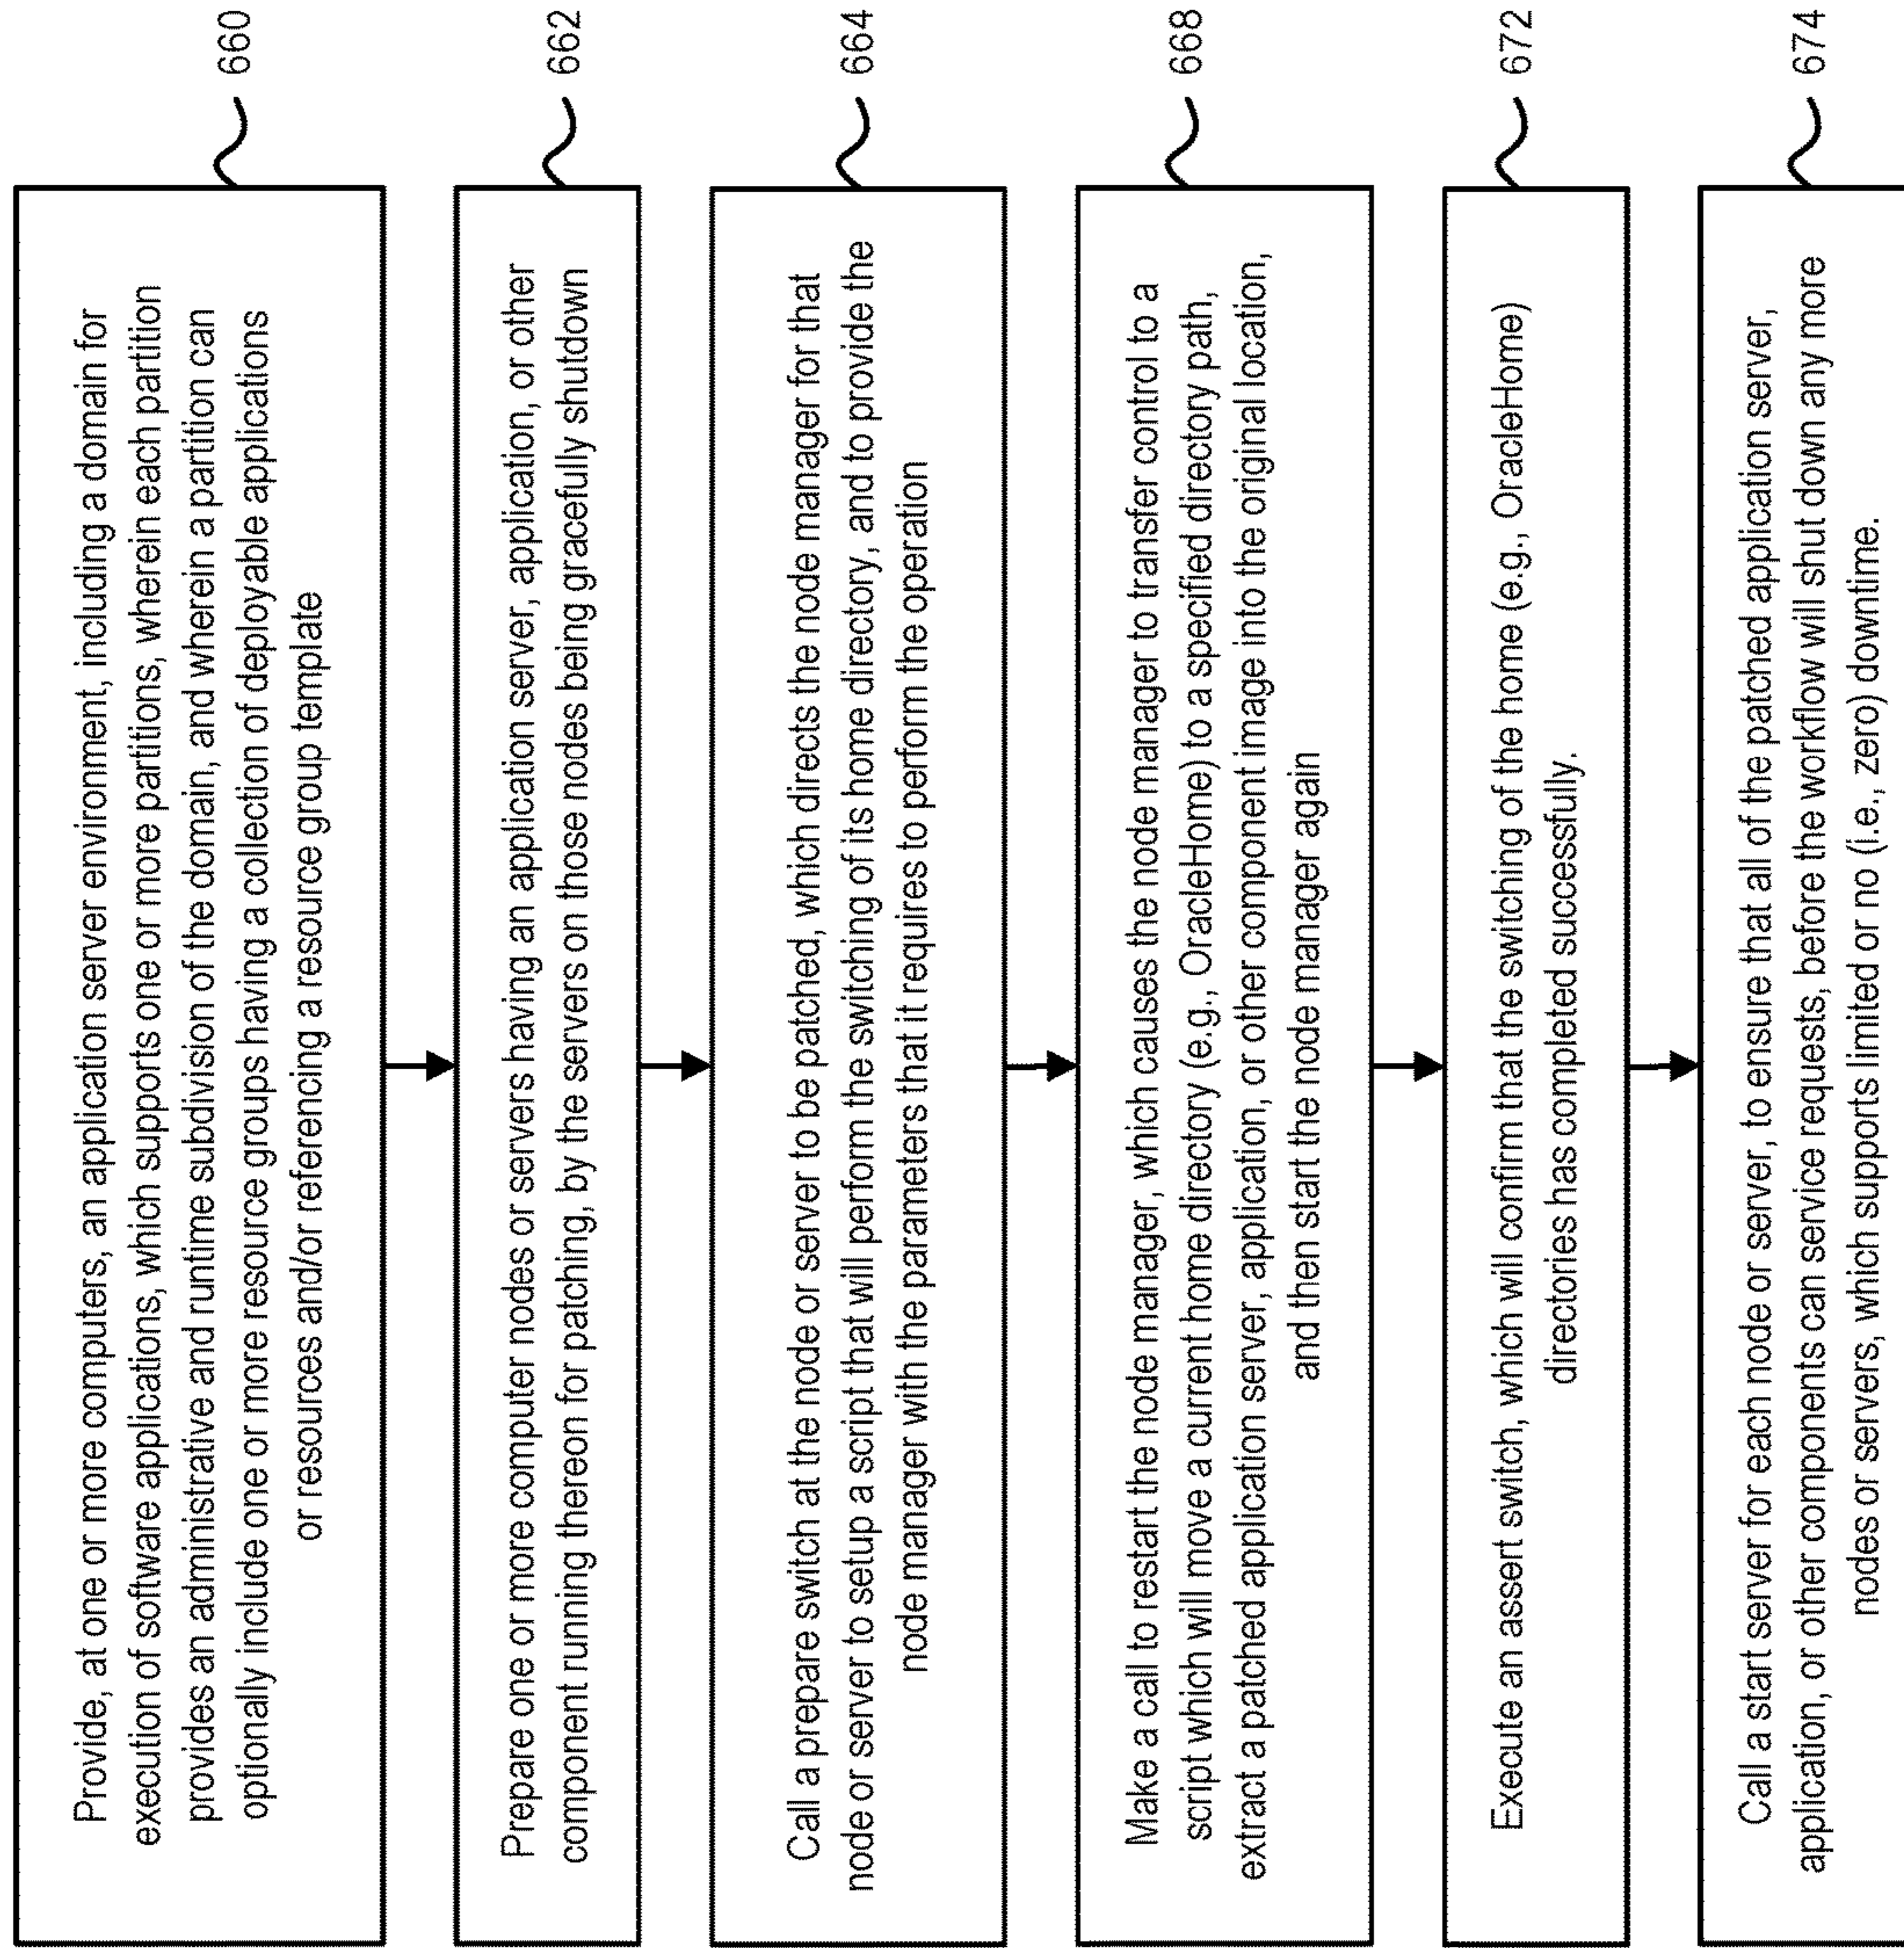 Provide, at one or more computers, an application server environment, including a domain for
execution of software applications, which supports one or more partitions, wherein each partition
provides an administrative and runtime subdivision of the domain, and wherein a partition can
optionally include one or more resource groups having a collection of deployable applications
or resources and/or referencing a resource group template
660
Prepare one or more computer nodes or servers having an application server, application, or other
component running thereon for patching, by the servers on those nodes being gracefully shutdown
662
Call a prepare switch at the node or server to be patched, which directs the node manager for that
node or server to setup a script that will perform the switching of its home directory, and to provide the
node manager with the parameters that it requires to perform the operation
664
Make a call to restart the node manager, which causes the node manager to transfer control to a
script which will move a current home directory (e.g., OracleHome) to a specified directory path,
extract a patched application server, application, or other component image into the original location,
and then start the node manager again
668
Execute an assert switch, which will confirm that the switching of the home (e.g., OracleHome)
directories has completed successfully.
672
Call a start server for each node or server, to ensure that all of the patched application server,
application, or other components can service requests, before the workflow will shut down any more
nodes or servers, which supports limited or no (i.e., zero) downtime.
674